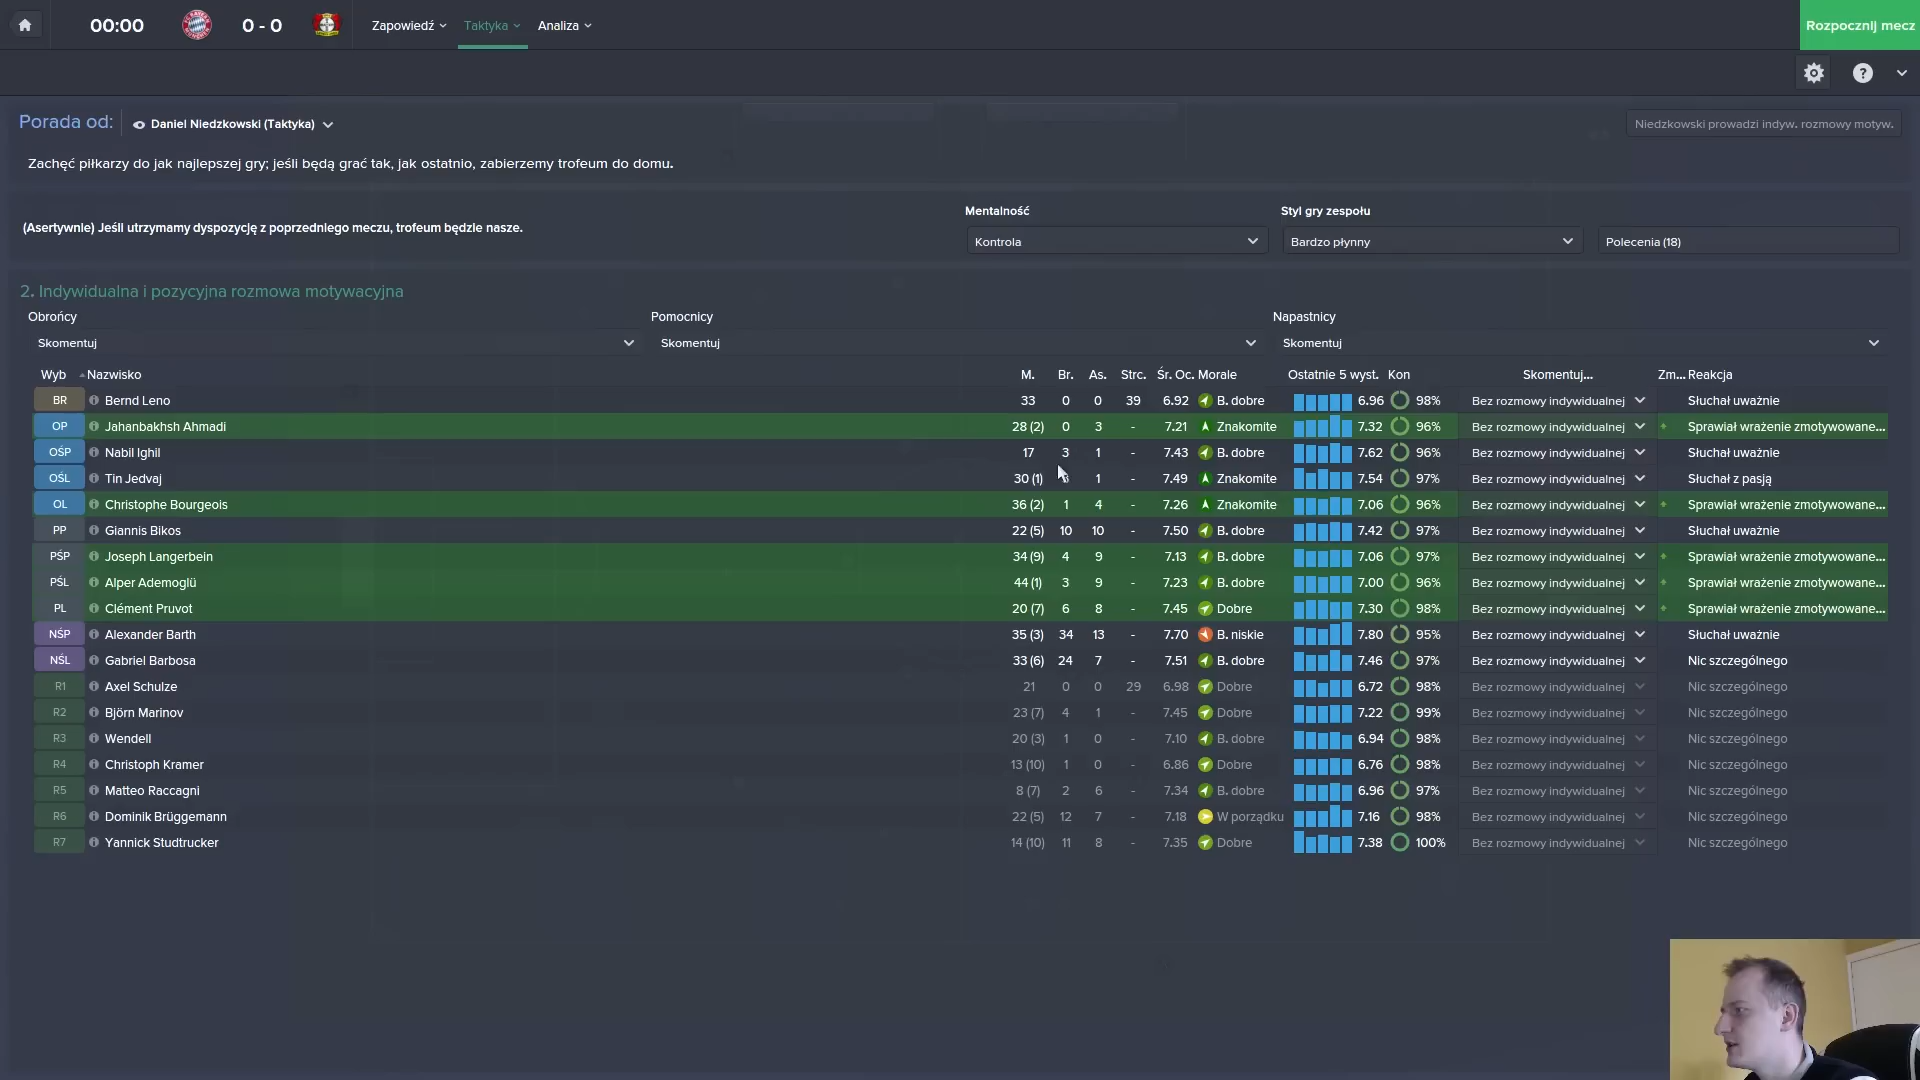 00:00 0 - 0 Zapowiedź Taktyka Analiza Rozpocznij mecz
Porada od: Daniel Niedzkowski (Taktyka) Niedzkowski prowadzi indyw. rozmowy motyw.
Zachęć piłkarzy do jak najlepszej gry; jeśli będą grać tak, jak ostatnio, zabierzemy trofeum do domu.
Mentalność Styl gry zespołu
(Asertywnie) Jeśli utrzymamy dyspozycję z poprzedniego meczu, trofeum będzie nasze.
Kontrola Bardzo płynny Polecenia (18)
2. Indywidualna i pozycyjna rozmowa motywacyjna
Obrońcy Pomocnicy Napastnicy
Skomentuj Skomentuj Skomentuj
Wyb Nazwisko M. Br. As. Strc. Śr. Oc. Morale Ostatnie 5 wyst. Kon Skomentuj... Zm... Reakcja
BR Bernd Leno 33 0 0 39 6.92 B. dobre 6.96 98% Bez rozmowy indywidualnej Słuchał uważnie
OP Jahanbakhsh Ahmadi 28 (2) 0 3 - 7.21 Znakomite 7.32 96% Bez rozmowy indywidualnej Sprawiał wrażenie zmotywowane...
OŚP Nabil Ighil 17 3 1 - 7.43 B. dobre 7.62 96% Bez rozmowy indywidualnej Słuchał uważnie
OŚL Tin Jedvaj 30 (1) 1 - 7.49 Znakomite 7.54 97% Bez rozmowy indywidualnej Słuchał z pasją
OL Christophe Bourgeois 36 (2) 1 4 - 7.26 Znakomite 7.06 96% Bez rozmowy indywidualnej Sprawiał wrażenie zmotywowane...
PP Giannis Bikos 22 (5) 10 10 - 7.50 B. dobre 7.42 97% Bez rozmowy indywidualnej Słuchał uważnie
PŚP Joseph Langerbein 34 (9) 4 9 - 7.13 B. dobre 7.06 97% Bez rozmowy indywidualnej Sprawiał wrażenie zmotywowane...
PŚL Alper Ademoglü 44 (1) 3 9 - 7.23 B. dobre 7.00 96% Bez rozmowy indywidualnej Sprawiał wrażenie zmotywowane...
PL Clément Pruvot 20 (7) 6 8 - 7.45 Dobre 7.30 98% Bez rozmowy indywidualnej Sprawiał wrażenie zmotywowane...
NŚP Alexander Barth 35 (3) 34 13 - 7.70 B. niskie 7.80 95% Bez rozmowy indywidualnej Słuchał uważnie
NŚL Gabriel Barbosa 33 (6) 24 7 - 7.51 B. dobre 7.46 97% Bez rozmowy indywidualnej Nic szczególnego
R1 Axel Schulze 21 0 0 29 6.98 Dobre 6.72 98% Bez rozmowy indywidualnej Nic szczególnego
R2 Björn Marinov 23 (7) 4 1 - 7.45 Dobre 7.22 99% Bez rozmowy indywidualnej Nic szczególnego
R3 Wendell 20 (3) 1 0 - 7.10 B. dobre 6.94 98% Bez rozmowy indywidualnej Nic szczególnego
R4 Christoph Kramer 13 (10) 1 0 - 6.86 Dobre 6.76 98% Bez rozmowy indywidualnej Nic szczególnego
R5 Matteo Raccagni 8 (7) 2 6 - 7.34 B. dobre 6.96 97% Bez rozmowy indywidualnej Nic szczególnego
R6 Dominik Brüggemann 22 (5) 12 7 - 7.18 W porządku 7.16 98% Bez rozmowy indywidualnej Nic szczególnego
R7 Yannick Studtrucker 14 (10) 11 8 - 7.35 Dobre 7.38 100% Bez rozmowy indywidualnej Nic szczególnego